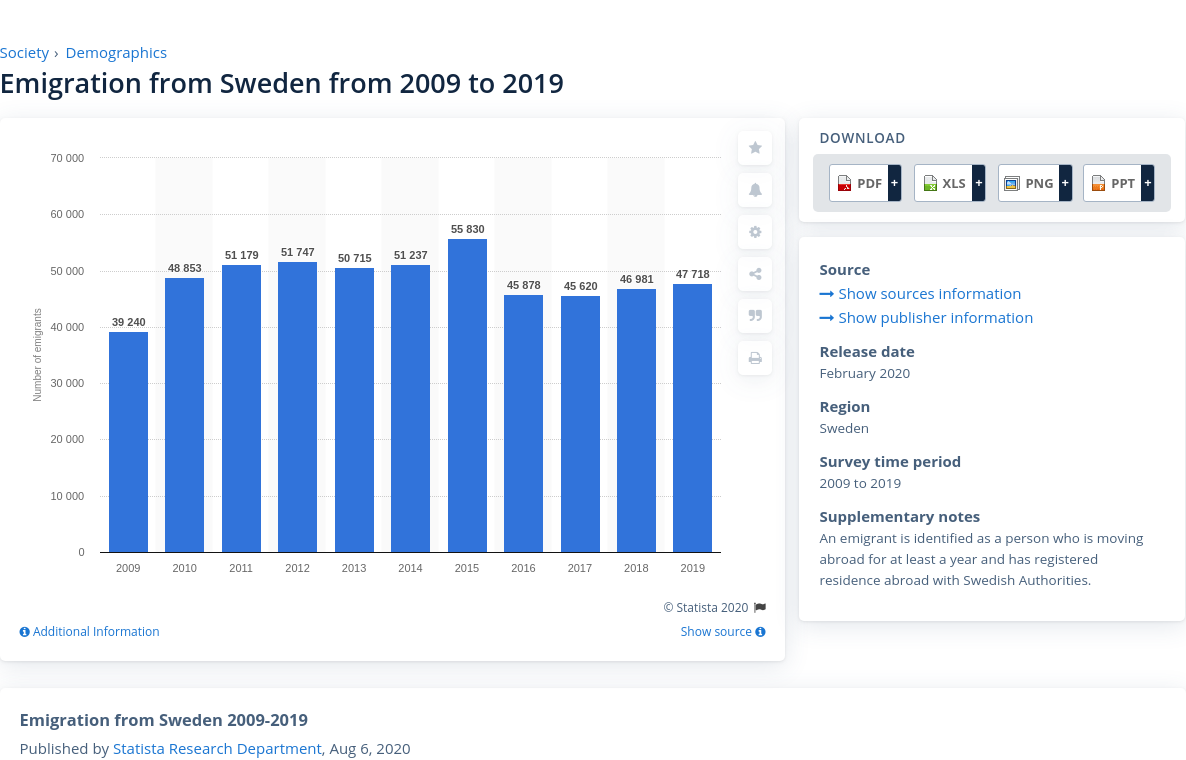 Society › Demographics
Emigration from Sweden from 2009 to 2019
70 000
60 000
50 000
40 000
30 000
20 000
10 000
0
Number of emigrants
39 240
48 853
51 179
51 747
50 715
51 237
55 830
45 878
45 620
46 981
47 718
2009
2010
2011
2012
2013
2014
2015
2016
2017
2018
2019
© Statista 2020
Additional Information
Show source
DOWNLOAD
PDF +
XLS +
PNG +
PPT +
Source
Show sources information
Show publisher information
Release date
February 2020
Region
Sweden
Survey time period
2009 to 2019
Supplementary notes
An emigrant is identified as a person who is moving
abroad for at least a year and has registered
residence abroad with Swedish Authorities.
Emigration from Sweden 2009-2019
Published by Statista Research Department, Aug 6, 2020